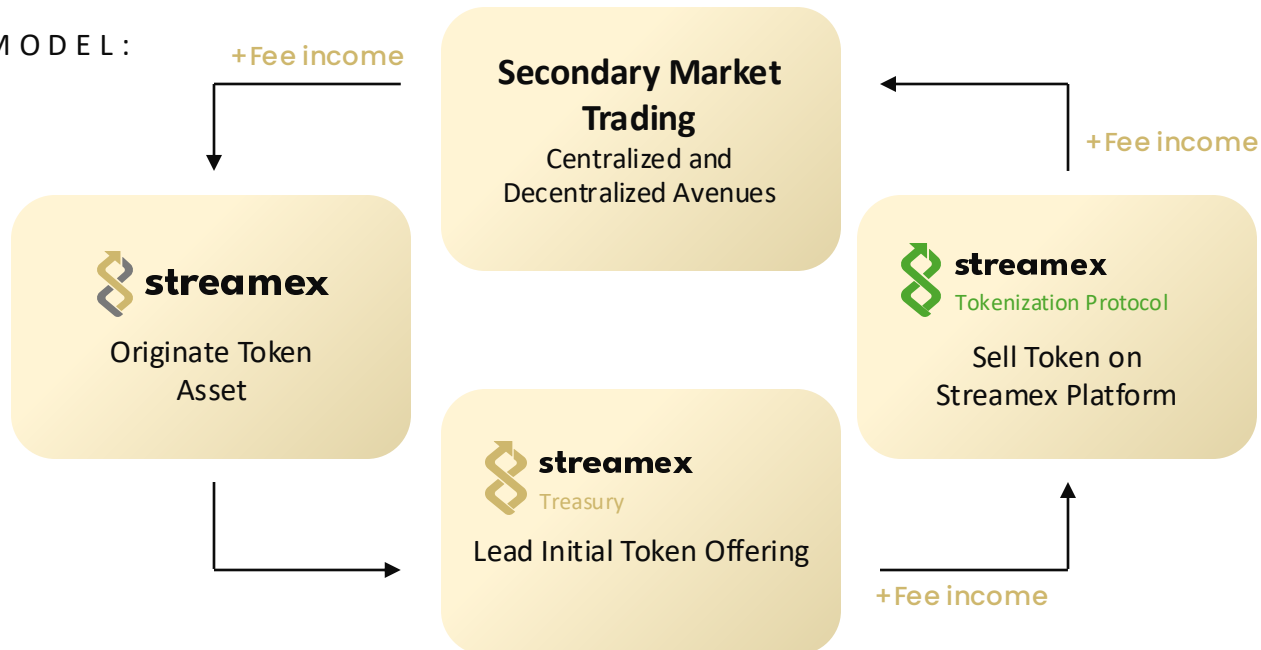 MODEL:
+Fee income
Secondary Market
Trading
Centralized and
Decentralized Avenues
+Fee income
streamex
Originate Token
Asset
streamex
Tokenization Protocol
Sell Token on
Streamex Platform
streamex
Treasury
Lead Initial Token Offering
+Fee income